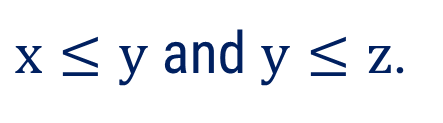 x ≤ y and y ≤ z.